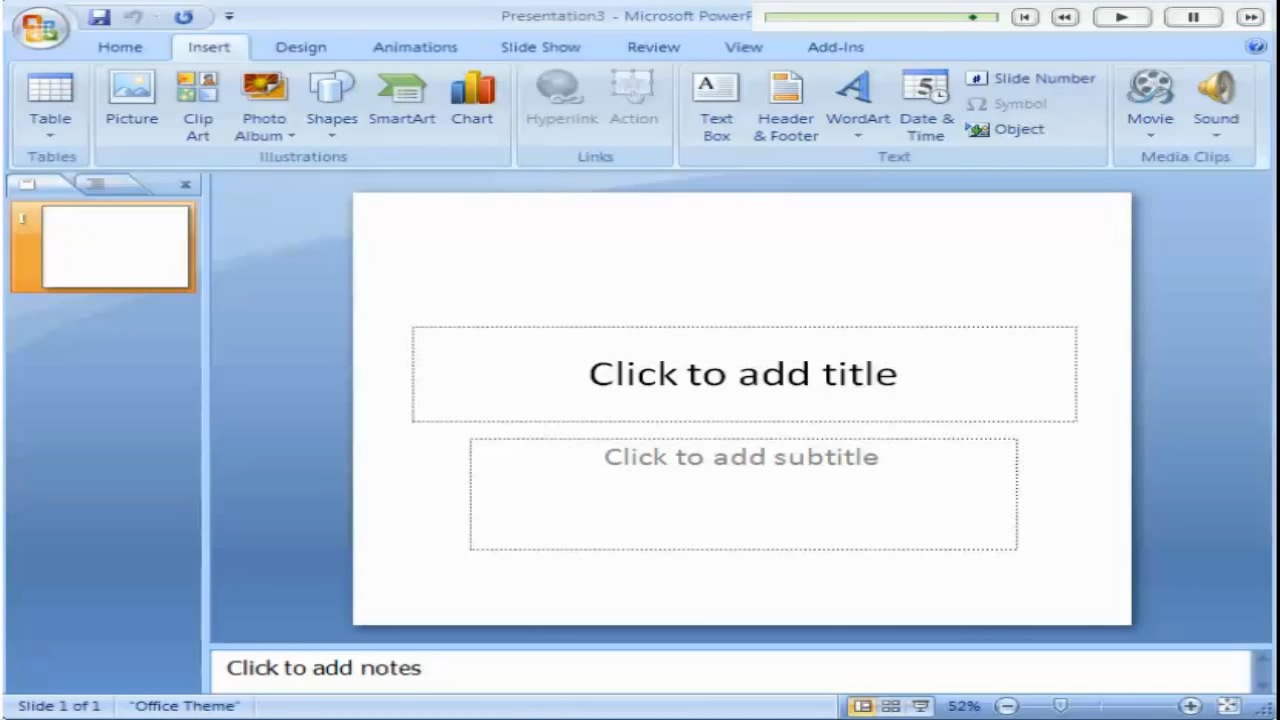 Presentation3 - Microsoft PowerP
Home Insert Design Animations Slide Show Review View Add-Ins
Table
Picture
Clip Art
Photo Album
Shapes
SmartArt
Chart
Hyperlink
Action
Text Box
Header & Footer
WordArt
Date & Time
Slide Number
Symbol
Object
Movie
Sound
Tables Illustrations Links Text Media Clips
1
Click to add title
Click to add subtitle
Click to add notes
Slide 1 of 1 "Office Theme" 52%